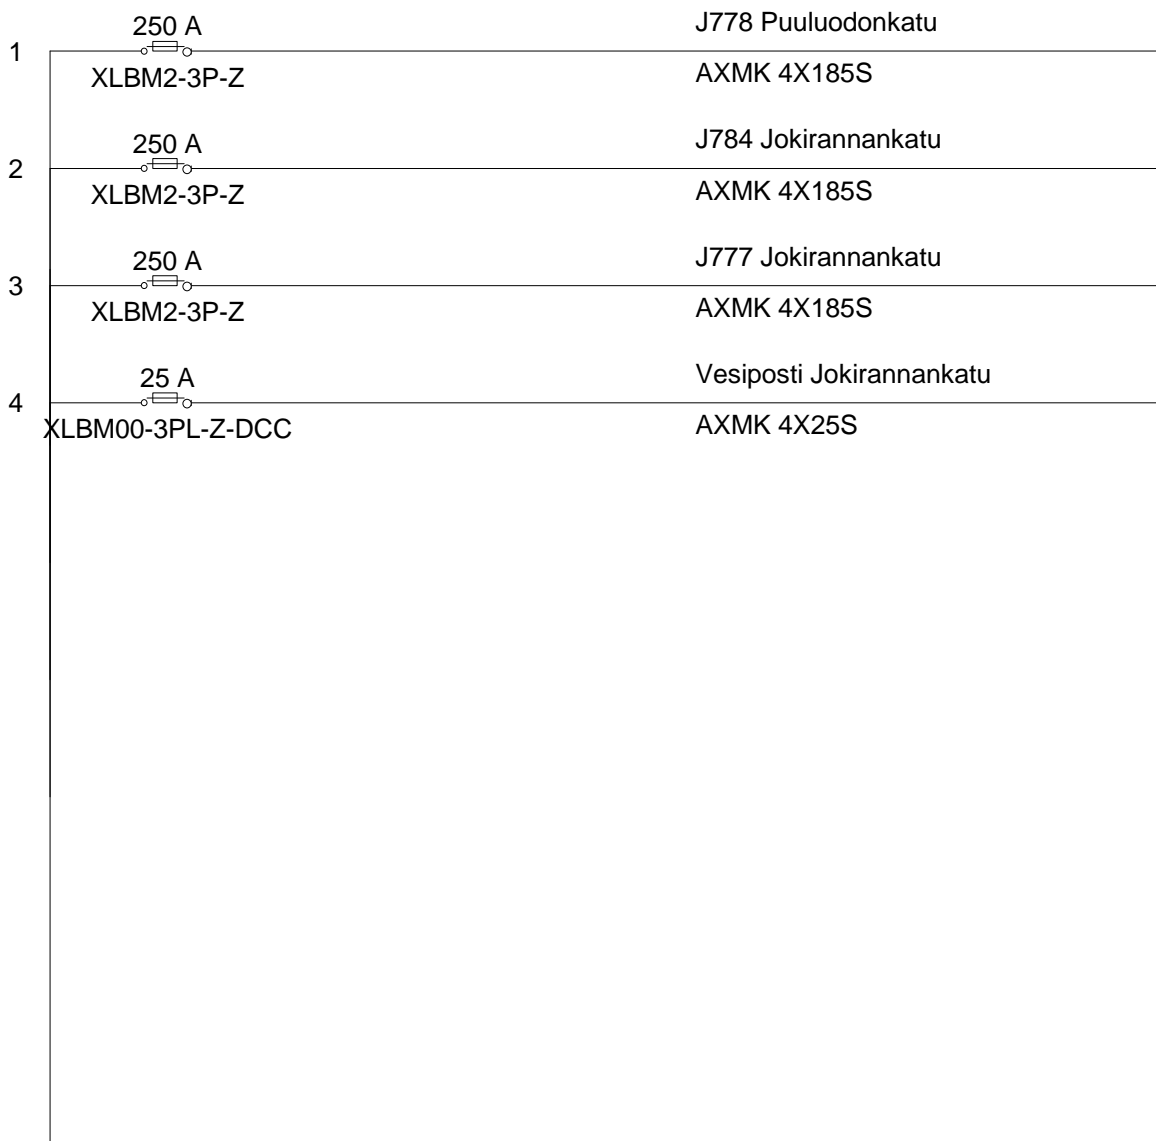 250 A
J778 Puuluodonkatu
1
XLBM2-3P-Z
AXMK 4X185S
250 A
J784 Jokirannankatu
2
XLBM2-3P-Z
AXMK 4X185S
250 A
J777 Jokirannankatu
3
XLBM2-3P-Z
AXMK 4X185S
25 A
Vesiposti Jokirannankatu
4
XLBM00-3PL-Z-DCC
AXMK 4X25S